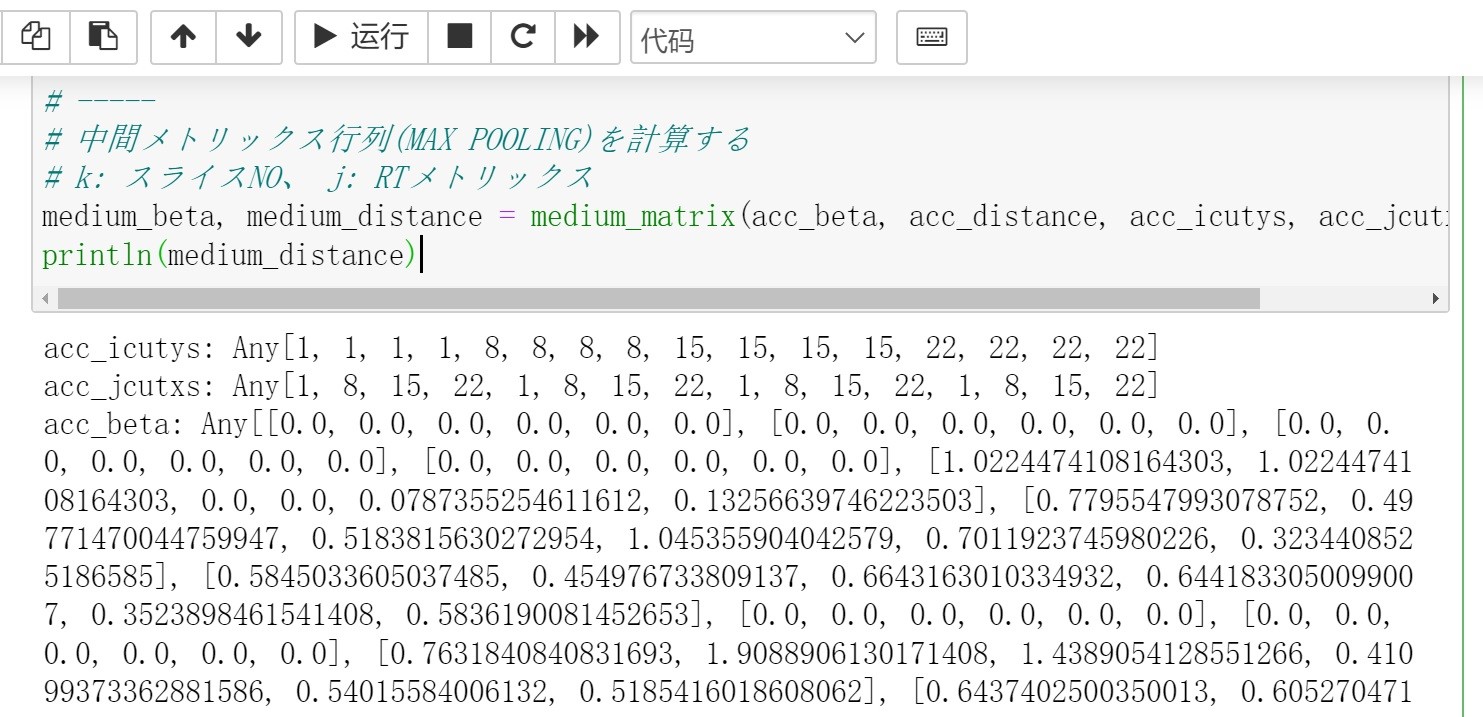 运行
代码
# -----
# 中間メトリックス行列(MAX POOLING)を計算する
# k: スライスNO、 j: RTメトリックス
medium_beta, medium_distance = medium_matrix(acc_beta, acc_distance, acc_icutys, acc_jcut
println(medium_distance)
acc_icutys: Any[1, 1, 1, 1, 8, 8, 8, 8, 15, 15, 15, 15, 22, 22, 22, 22]
acc_jcutxs: Any[1, 8, 15, 22, 1, 8, 15, 22, 1, 8, 15, 22, 1, 8, 15, 22]
acc_beta: Any[[0.0, 0.0, 0.0, 0.0, 0.0, 0.0], [0.0, 0.0, 0.0, 0.0, 0.0, 0.0], [0.0, 0.
0, 0.0, 0.0, 0.0, 0.0], [0.0, 0.0, 0.0, 0.0, 0.0, 0.0], [1.0224474108164303, 1.02244741
08164303, 0.0, 0.0, 0.0787355254611612, 0.13256639746223503], [0.7795547993078752, 0.49
771470044759947, 0.5183815630272954, 1.045355904042579, 0.7011923745980226, 0.323440852
5186585], [0.5845033605037485, 0.454976733809137, 0.6643163010334932, 0.644183305009900
7, 0.3523898461541408, 0.5836190081452653], [0.0, 0.0, 0.0, 0.0, 0.0, 0.0], [0.0, 0.0,
0.0, 0.0, 0.0, 0.0], [0.7631840840831693, 1.9088906130171408, 1.4389054128551266, 0.410
99373362881586, 0.54015584006132, 0.5185416018608062], [0.6437402500350013, 0.605270471